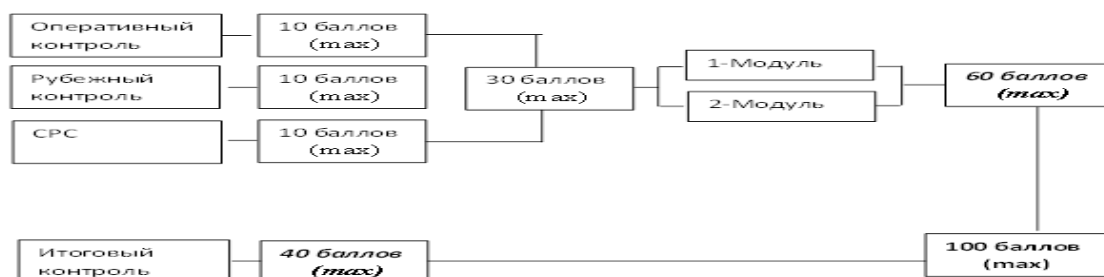 Оперативный
контроль
10 баллов
(max)
Рубежный
контроль
10 баллов
(max)
СРС
10 баллов
(max)
30 баллов
(max)
1-Модуль
2-Модуль
60 баллов
(max)
Итоговый
контроль
40 баллов
(max)
100 баллов
(max)